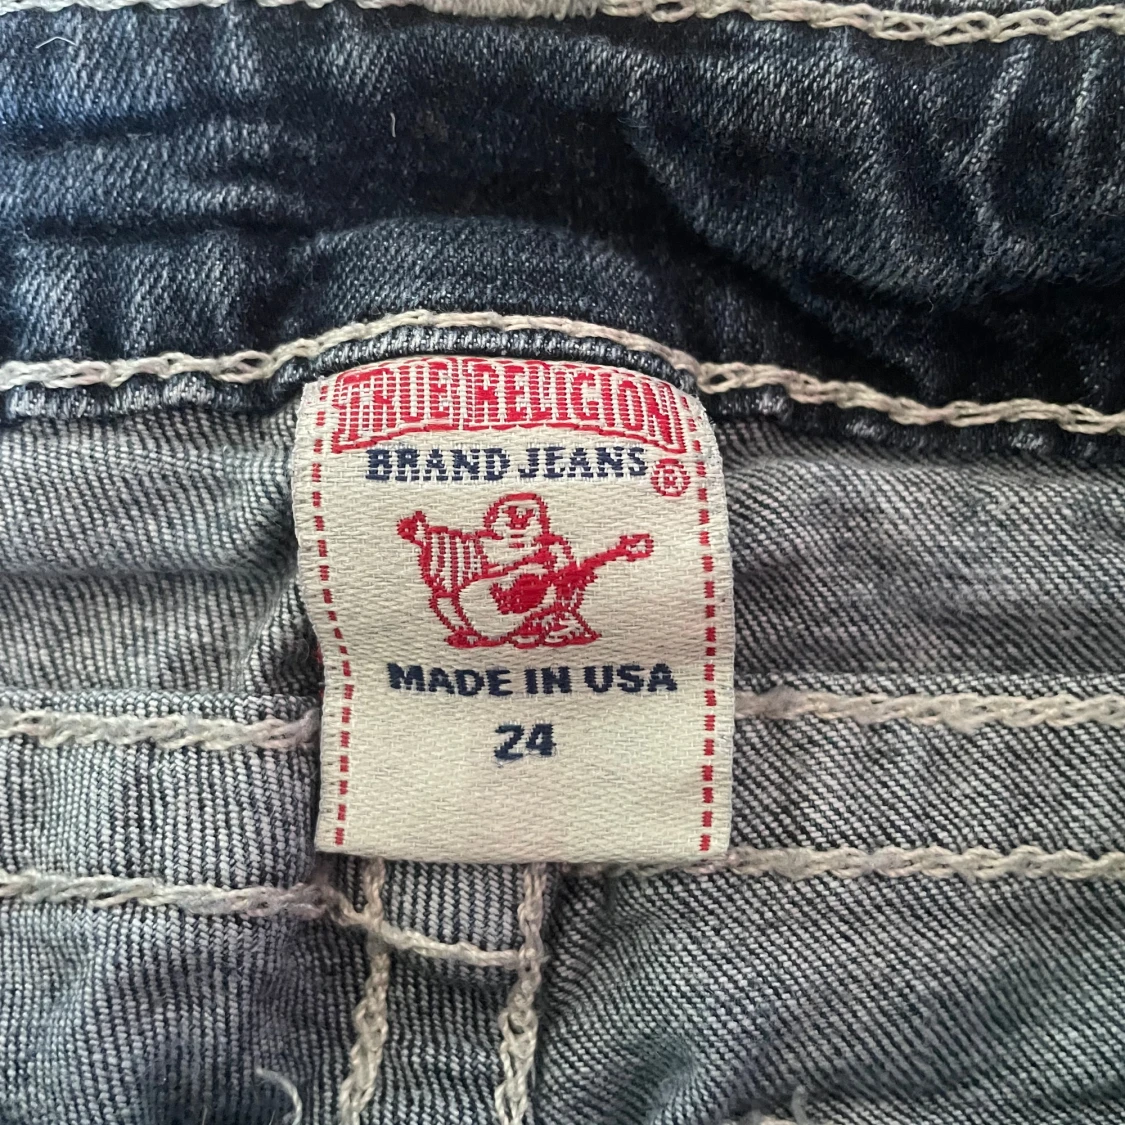 TRUE RELIGION
BRAND JEANS ®
MADE IN USA
24